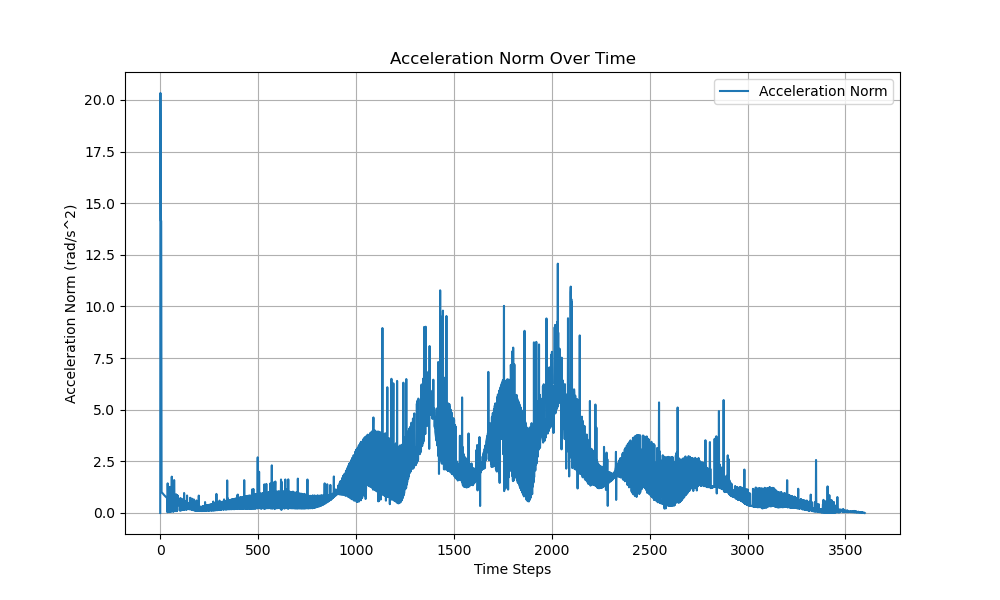 Acceleration Norm Over Time
Acceleration Norm
Acceleration Norm (rad/s^2)
20.0
17.5
15.0
12.5
10.0
7.5
5.0
2.5
0.0
0 500 1000 1500 2000 2500 3000 3500
Time Steps